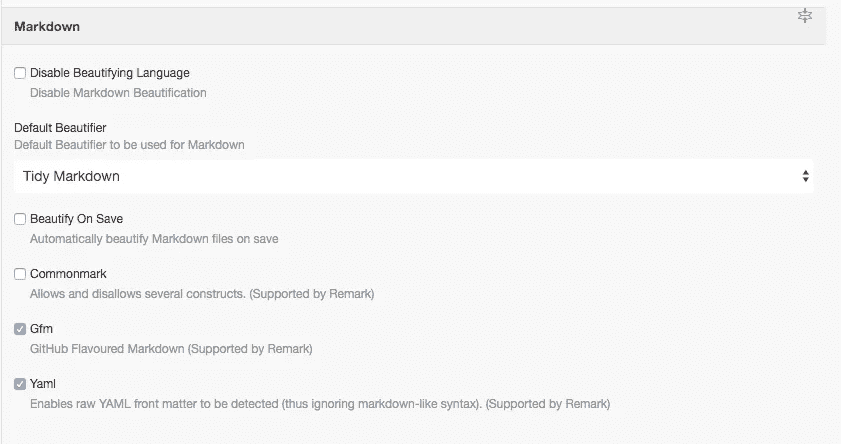 Markdown
Disable Beautifying Language
Disable Markdown Beautification
Default Beautifier
Default Beautifier to be used for Markdown
Tidy Markdown
Beautify On Save
Automatically beautify Markdown files on save
Commonmark
Allows and disallows several constructs. (Supported by Remark)
Gfm
GitHub Flavoured Markdown (Supported by Remark)
Yaml
Enables raw YAML front matter to be detected (thus ignoring markdown-like syntax). (Supported by Remark)